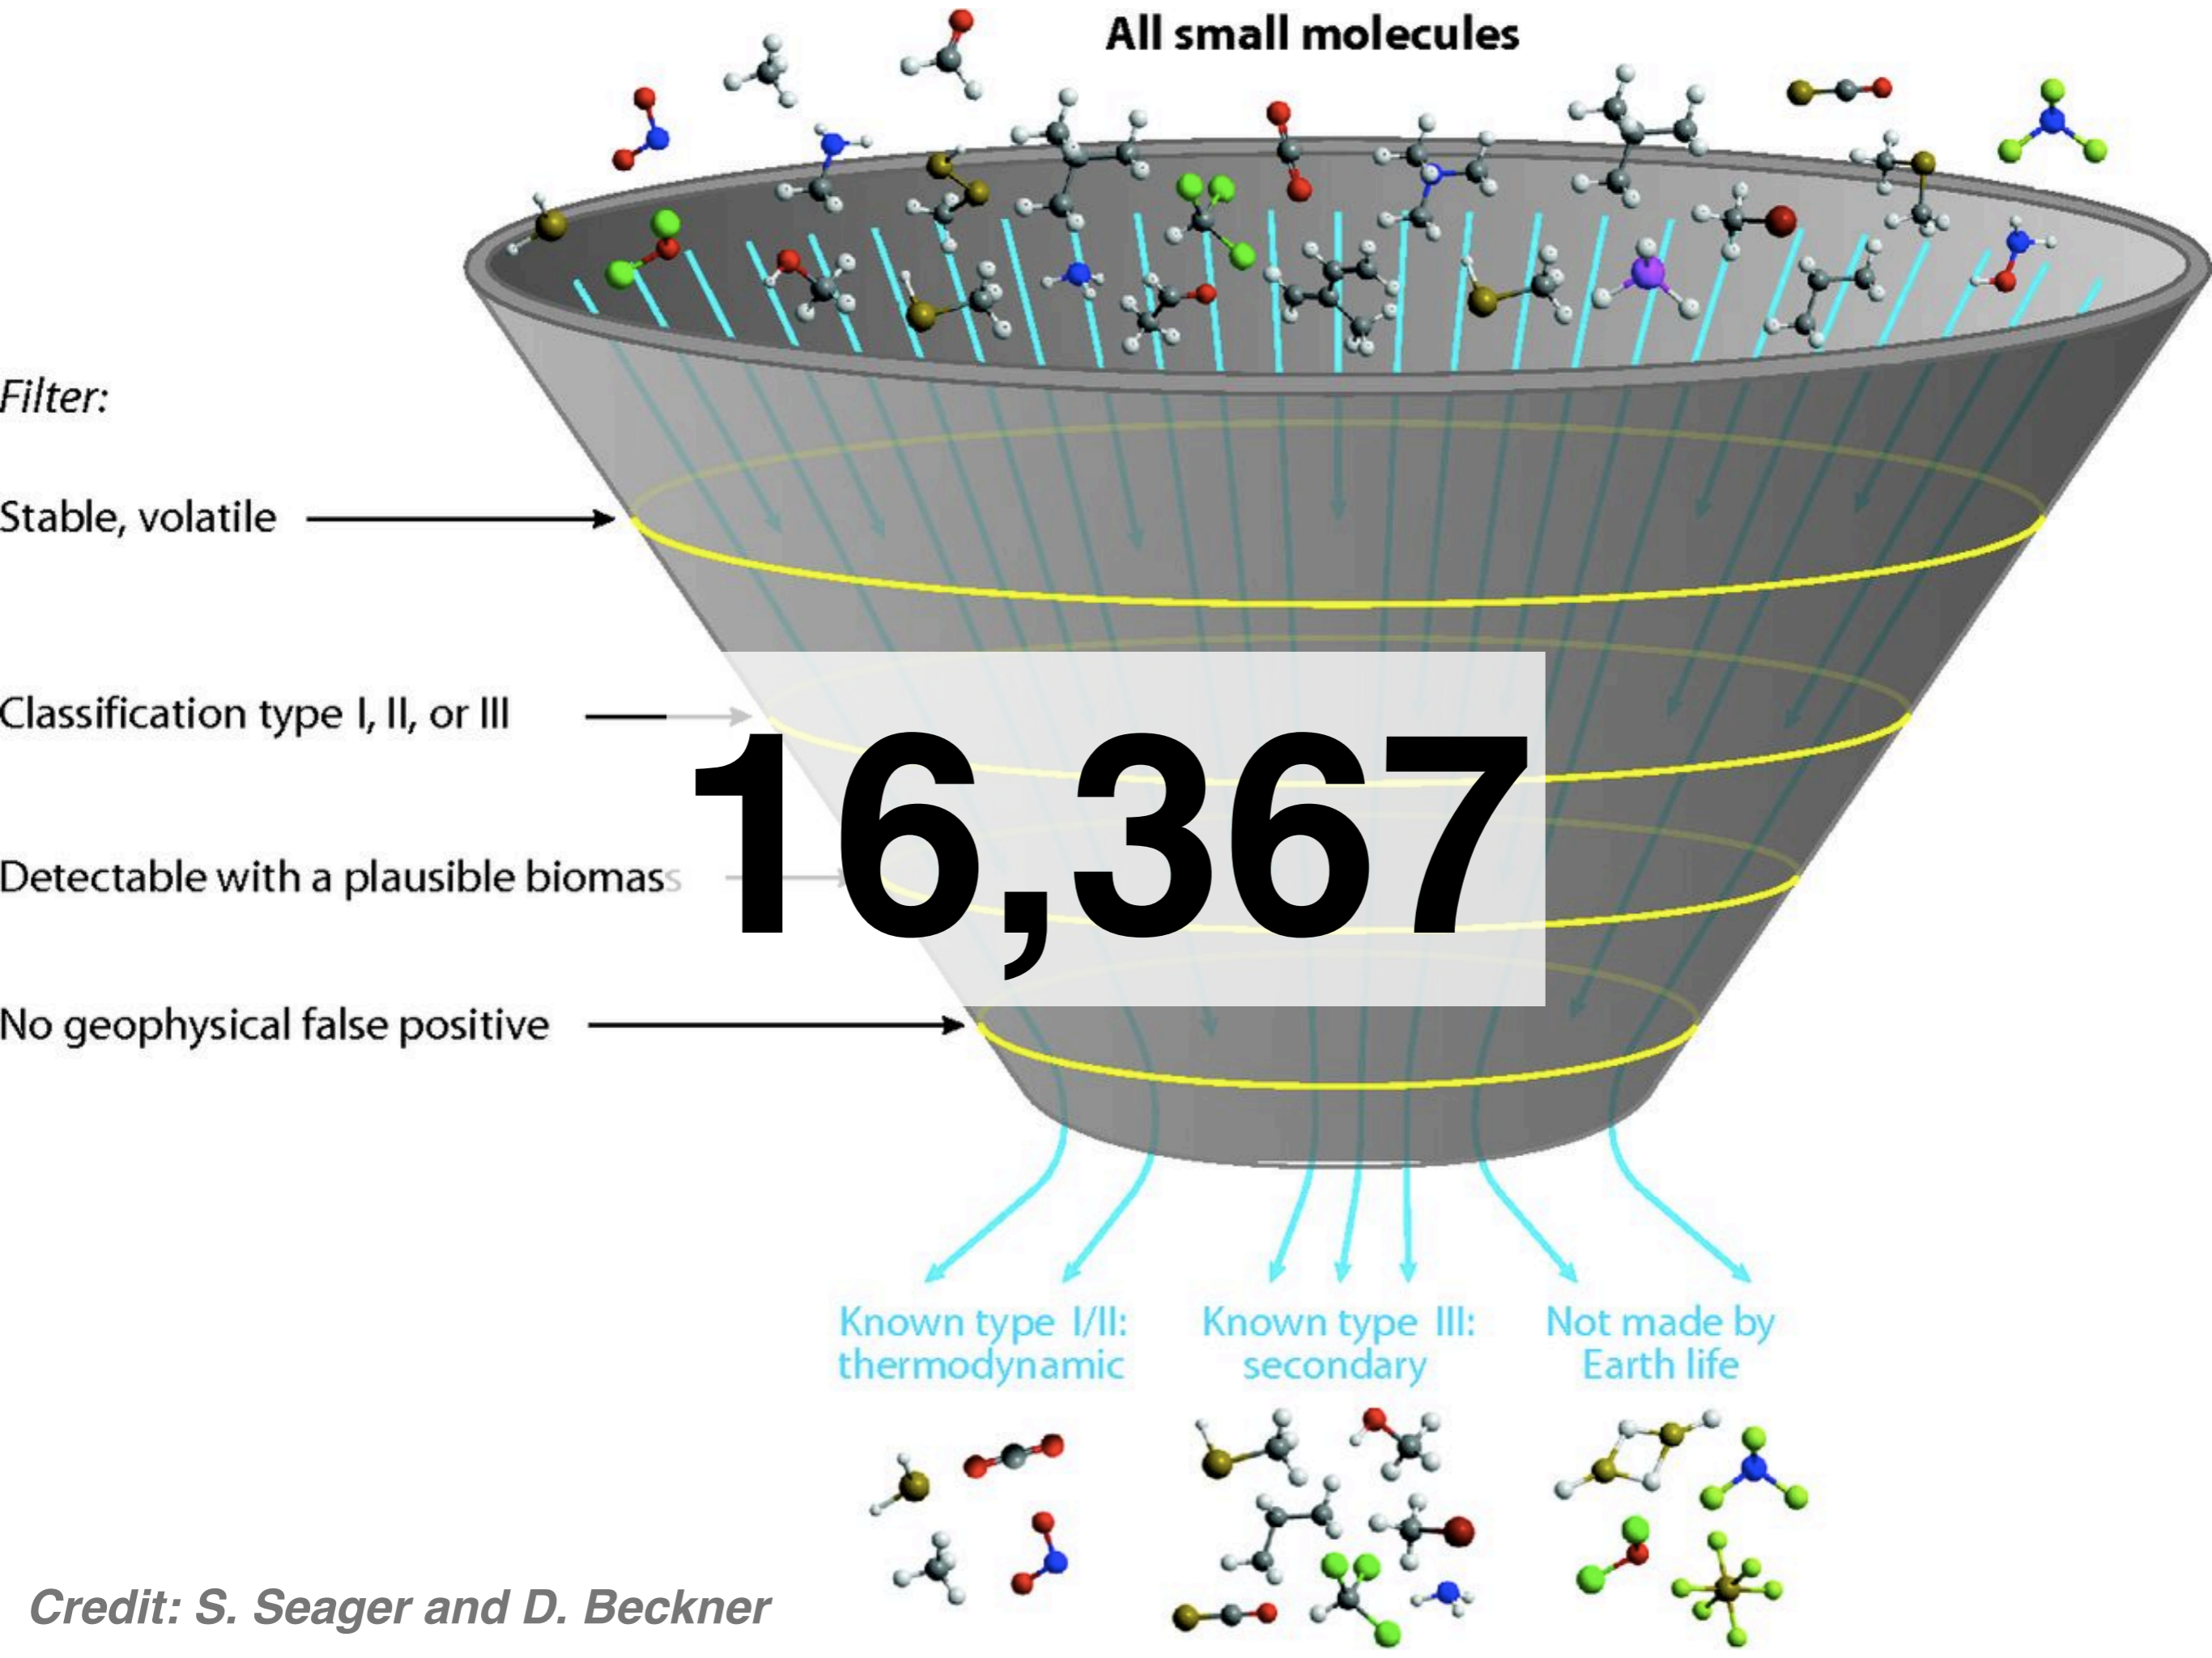 All small molecules
Filter:
Stable, volatile
Classification type I, II, or III
16,367
Detectable with a plausible biomass
No geophysical false positive
Known type I/II:
thermodynamic
Known type III:
secondary
Not made by
Earth life
Credit: S. Seager and D. Beckner